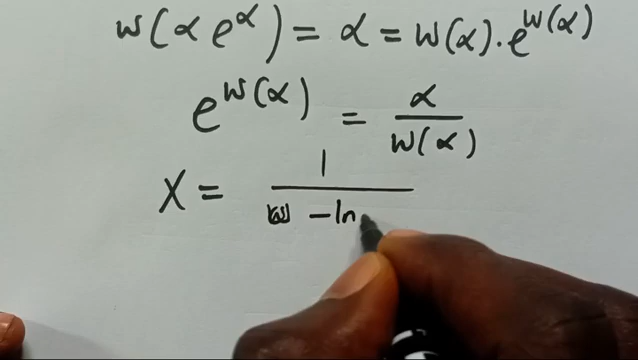 W(αe^α) = α = W(α)·e^W(α)
e^W(α) = α / W(α)
X = 1 / -ln